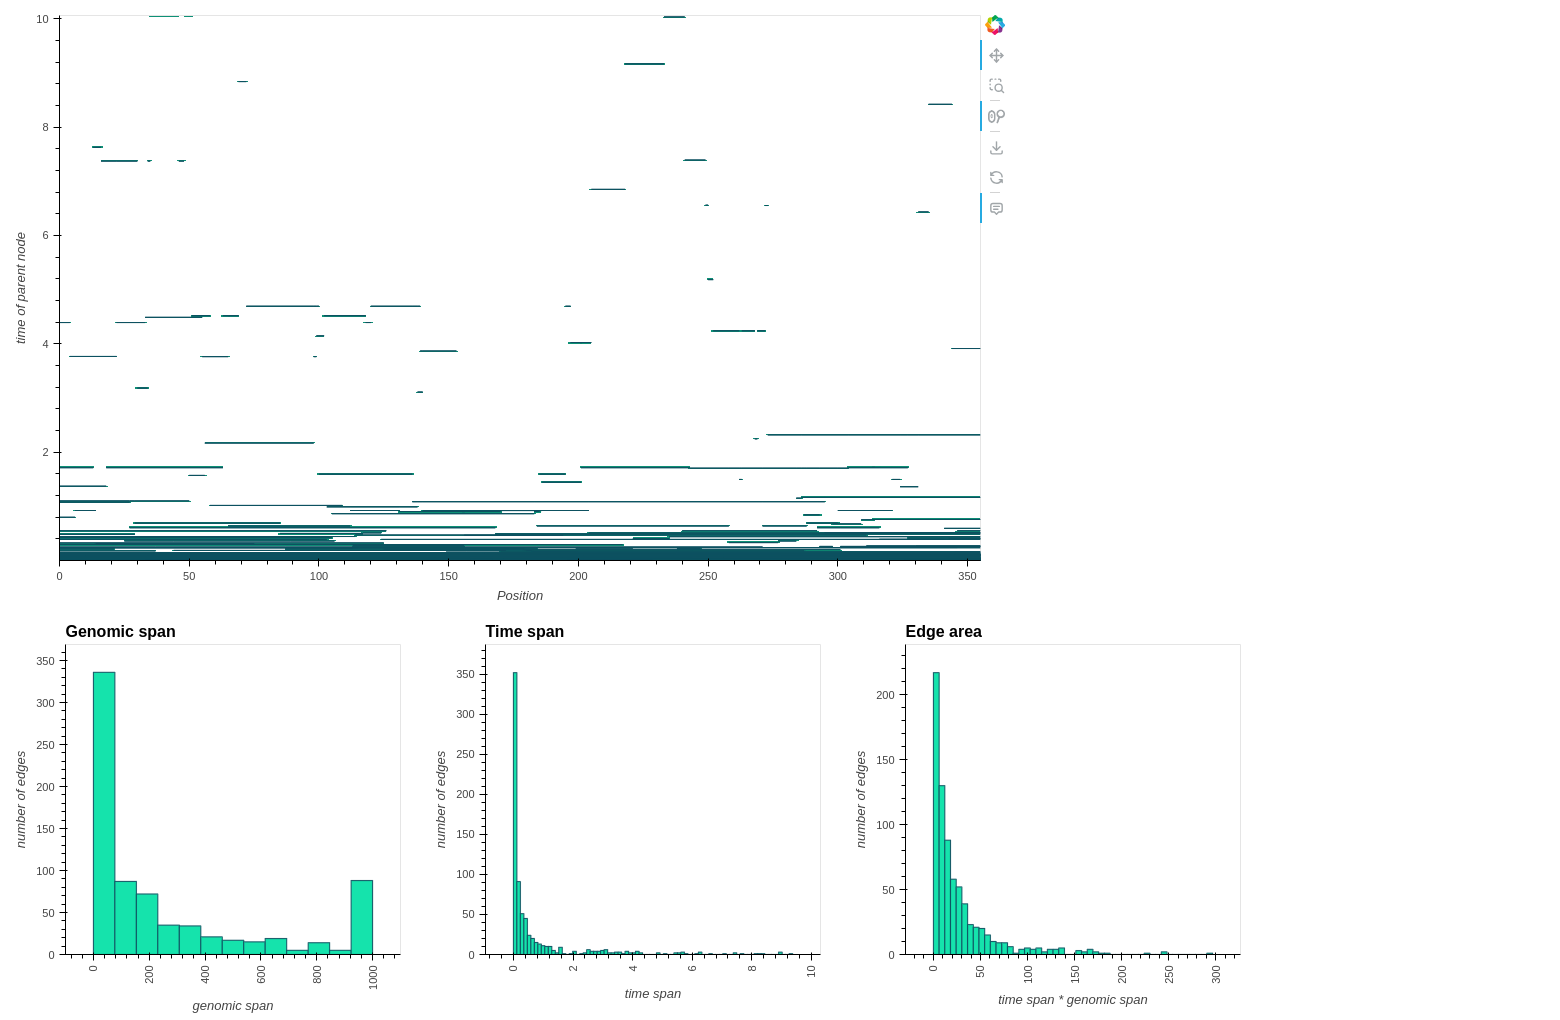 10
8
6
4
2
time of parent node
0 50 100 150 200 250 300 350
Position
Genomic span
350
300
250
200
150
100
50
0
number of edges
0 200 400 600 800 1000
genomic span
Time span
350
300
250
200
150
100
50
0
number of edges
0 2 4 6 8 10
time span
Edge area
200
150
100
50
0
number of edges
0 50 100 150 200 250 300
time span * genomic span